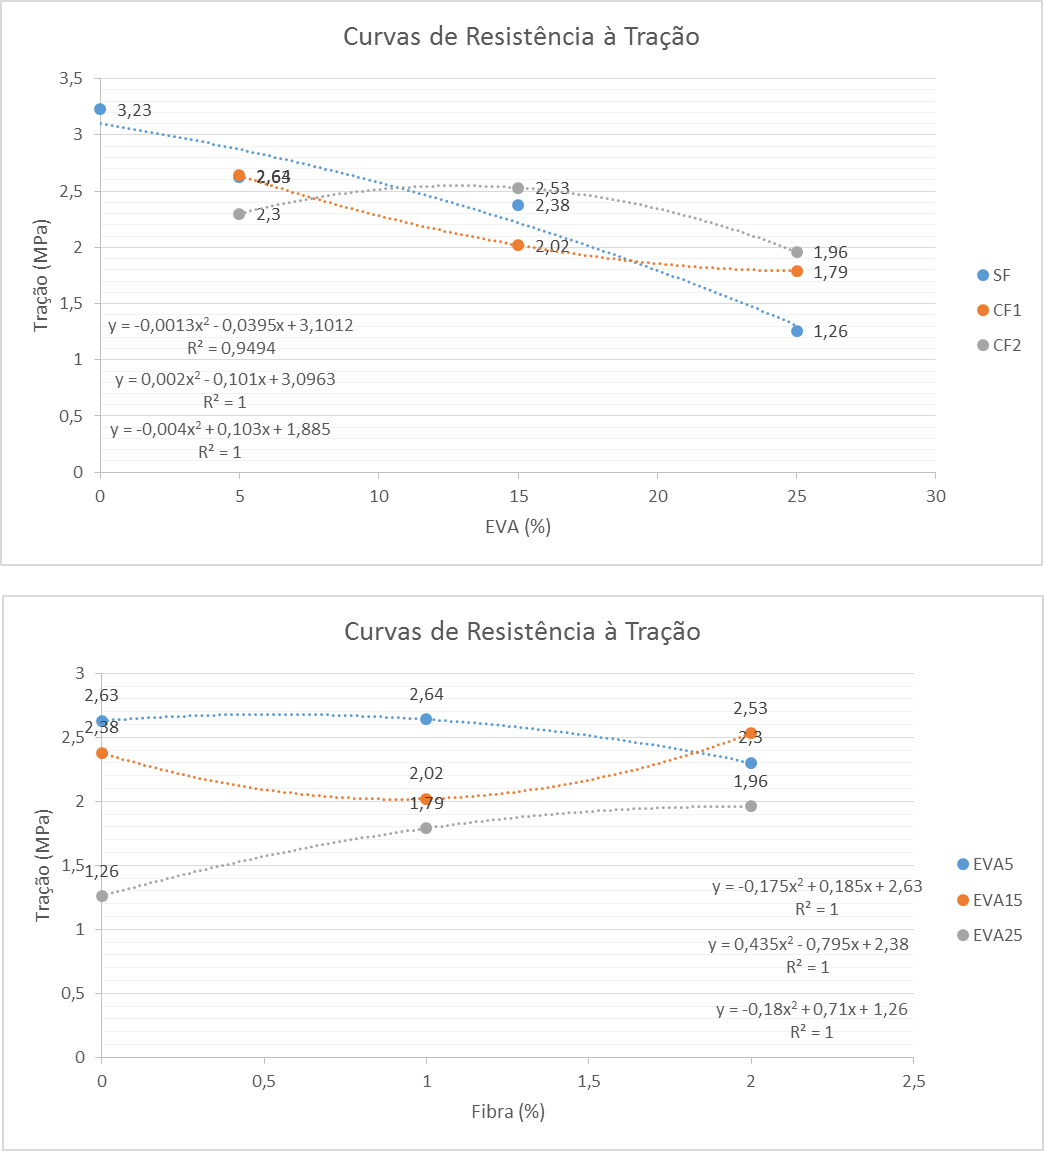 Curvas de Resistência à Tração
3,5
3
2,5
2
1,5
1
0,5
0
Tração (MPa)
3,23
2,64
2,63
2,3
2,53
2,38
2,02
1,96
1,79
1,26
y = -0,0013x² - 0,0395x + 3,1012
R² = 0,9494
y = 0,002x² - 0,101x + 3,0963
R² = 1
y = -0,004x² + 0,103x + 1,885
R² = 1
SF
CF1
CF2
0 5 10 15 20 25 30
EVA (%)
Curvas de Resistência à Tração
3
2,5
2
1,5
1
0,5
0
Tração (MPa)
2,63
2,38
1,26
2,64
2,02
1,79
2,53
2,3
1,96
y = -0,175x² + 0,185x + 2,63
R² = 1
y = 0,435x² - 0,795x + 2,38
R² = 1
y = -0,18x² + 0,71x + 1,26
R² = 1
EVA5
EVA15
EVA25
0 0,5 1 1,5 2 2,5
Fibra (%)